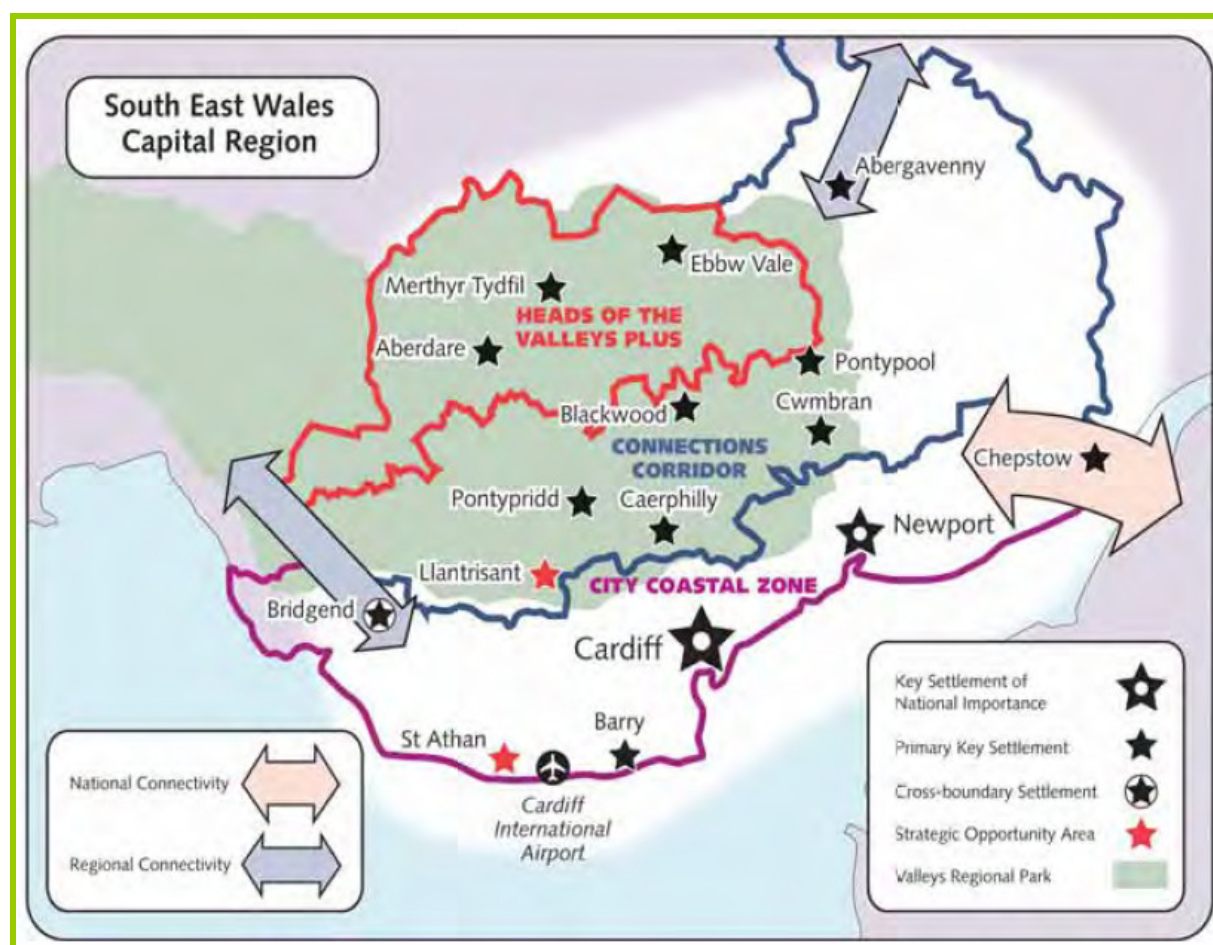 South East Wales
Capital Region
Abergavenny
Ebbw Vale
Merthyr Tydfil
HEADS OF THE
VALLEYS PLUS
Aberdare
Pontypool
Blackwood
Cwmbran
CONNECTIONS
CORRIDOR
Chepstow
Pontypridd
Caerphilly
Newport
Llantrisant
CITY COASTAL ZONE
Bridgend
Cardiff
St Athan
Barry
Cardiff
International
Airport
National Connectivity
Regional Connectivity
Key Settlement of
National Importance
Primary Key Settlement
Cross-boundary Settlement
Strategic Opportunity Area
Valleys Regional Park